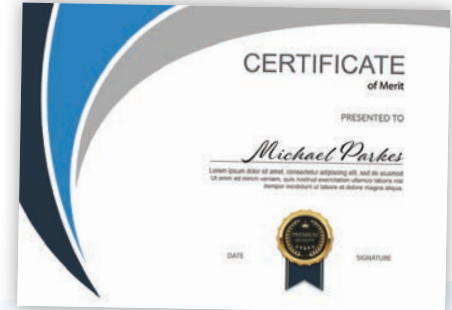 CERTIFICATE
of Merit
PRESENTED TO
Michael Parkes
Lorem ipsum dolor sit amet, consectetur adipiscing elit, sed do eiusmod
Ut enim ad minim veniam, quis nostrud exercitation ullamco laboris nisi
tempor incididunt ut labore et dolore magna aliqua.
PREMIUM
QUALITY
DATE
SIGNATURE